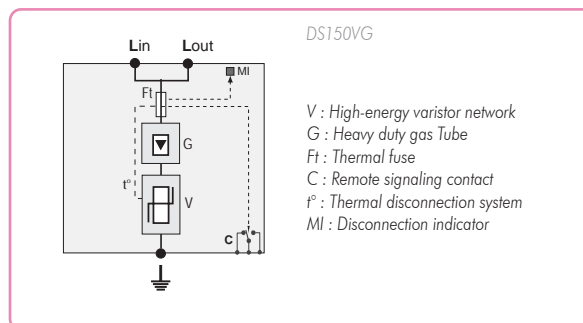 DS150VG
Lin Lout
MI
Ft
G
t°
V
C
V : High-energy varistor network
G : Heavy duty gas Tube
Ft : Thermal fuse
C : Remote signaling contact
t° : Thermal disconnection system
MI : Disconnection indicator